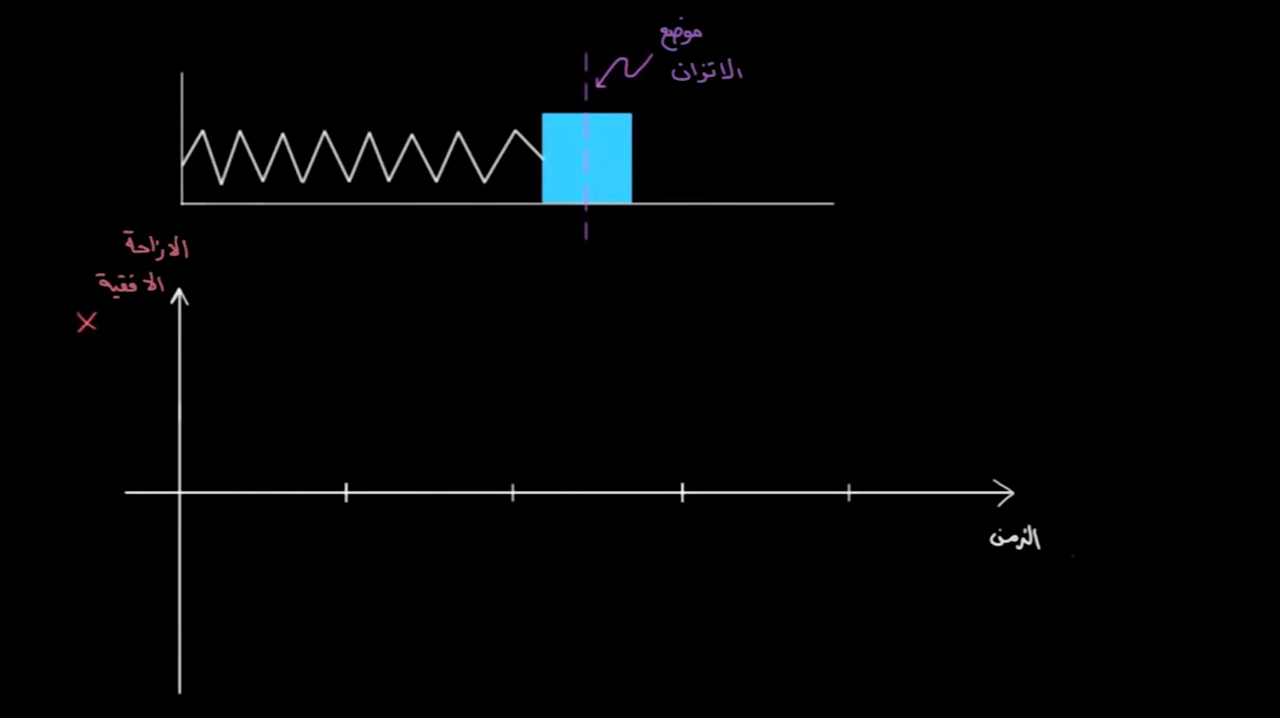 موضع
الاتزان
الازاحة
الافقية
x
الزمن